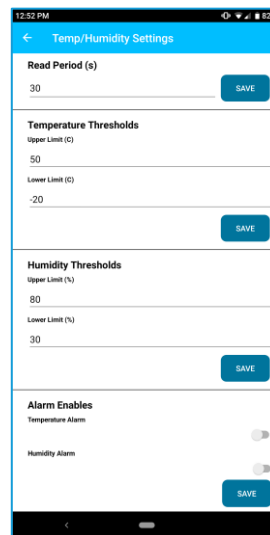 12:52 PM 82
Temp/Humidity Settings
Read Period (s)
30
SAVE
Temperature Thresholds
Upper Limit (C)
50
Lower Limit (C)
-20
SAVE
Humidity Thresholds
Upper Limit (%)
80
Lower Limit (%)
30
SAVE
Alarm Enables
Temperature Alarm
Humidity Alarm
SAVE